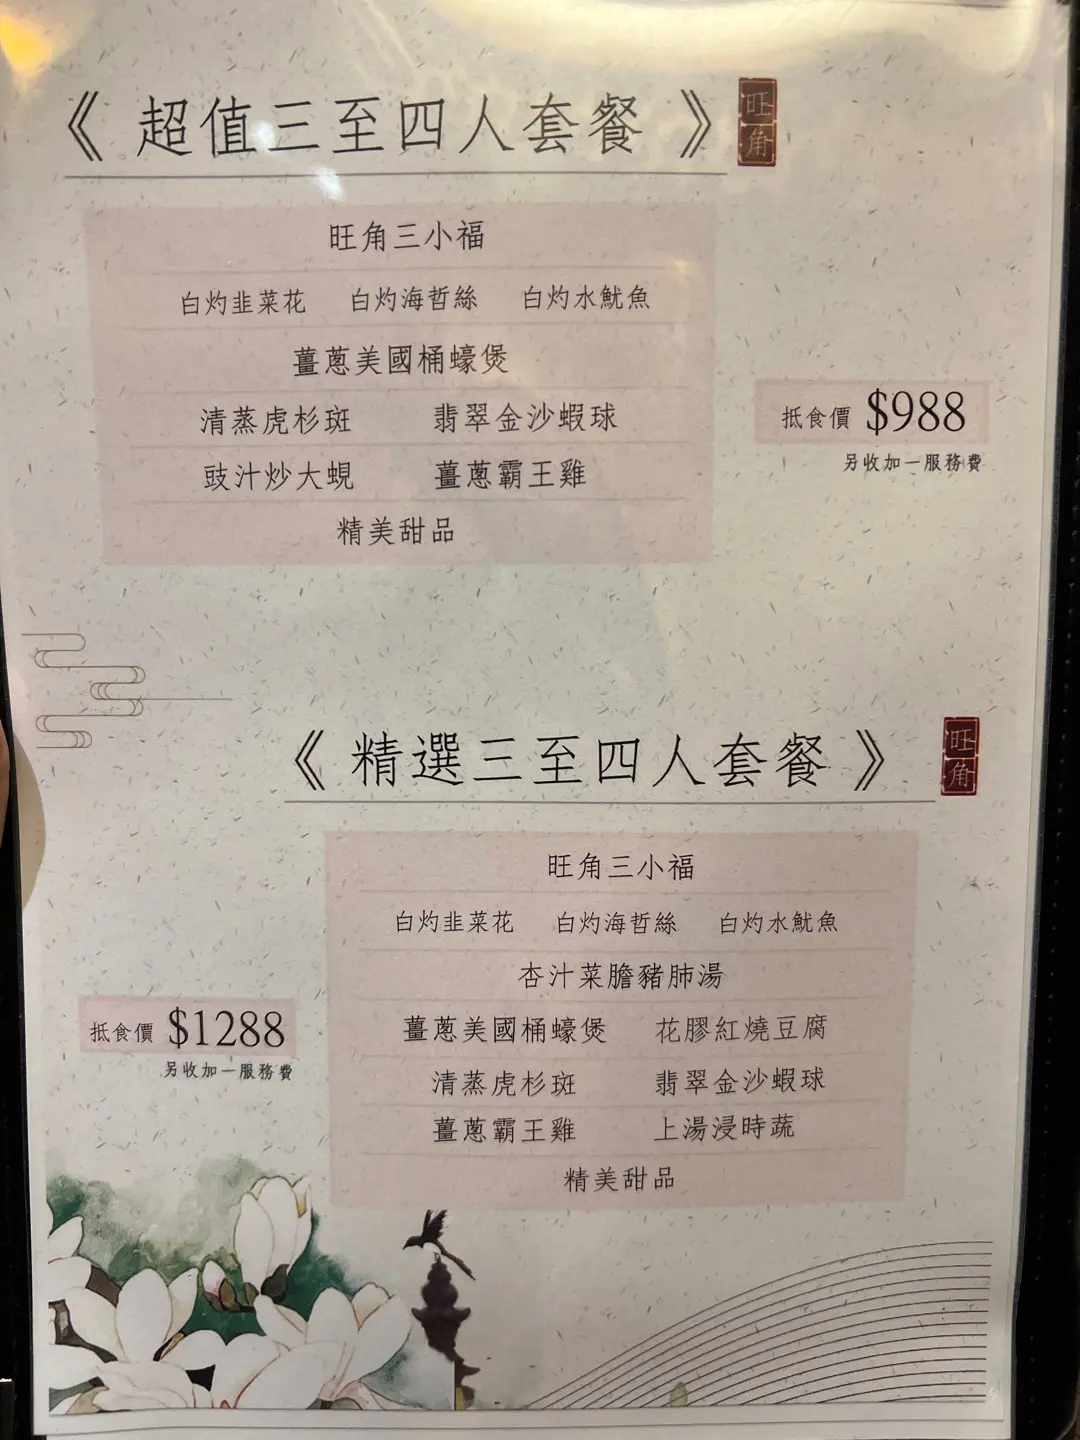 《 超值三至四人套餐 》
旺角
旺角三小福
白灼韭菜花 白灼海哲絲 白灼水魷魚
薑蔥美國桶蠔煲
清蒸虎杉斑 翡翠金沙蝦球
豉汁炒大蜆 薑蔥霸王雞
精美甜品
抵食價 $988
另收加一服務費
《 精選三至四人套餐 》
旺角
旺角三小福
白灼韭菜花 白灼海哲絲 白灼水魷魚
杏汁菜膽豬肺湯
薑蔥美國桶蠔煲 花膠紅燒豆腐
清蒸虎杉斑 翡翠金沙蝦球
薑蔥霸王雞 上湯浸時蔬
精美甜品
抵食價 $1288
另收加一服務費